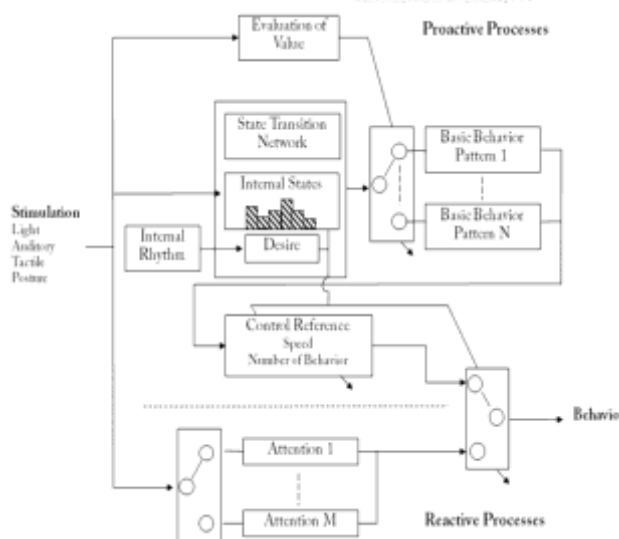 Proactive Processes
Evaluation of
Value
State Transition
Network
Internal States
Desire
Basic Behavior
Pattern 1
Basic Behavior
Pattern N
Stimulation
Light
Auditory
Tactile
Posture
Internal
Rhythm
Control Reference
Speed
Number of Behavior
Behavio
Attention 1
Attention M
Reactive Processes